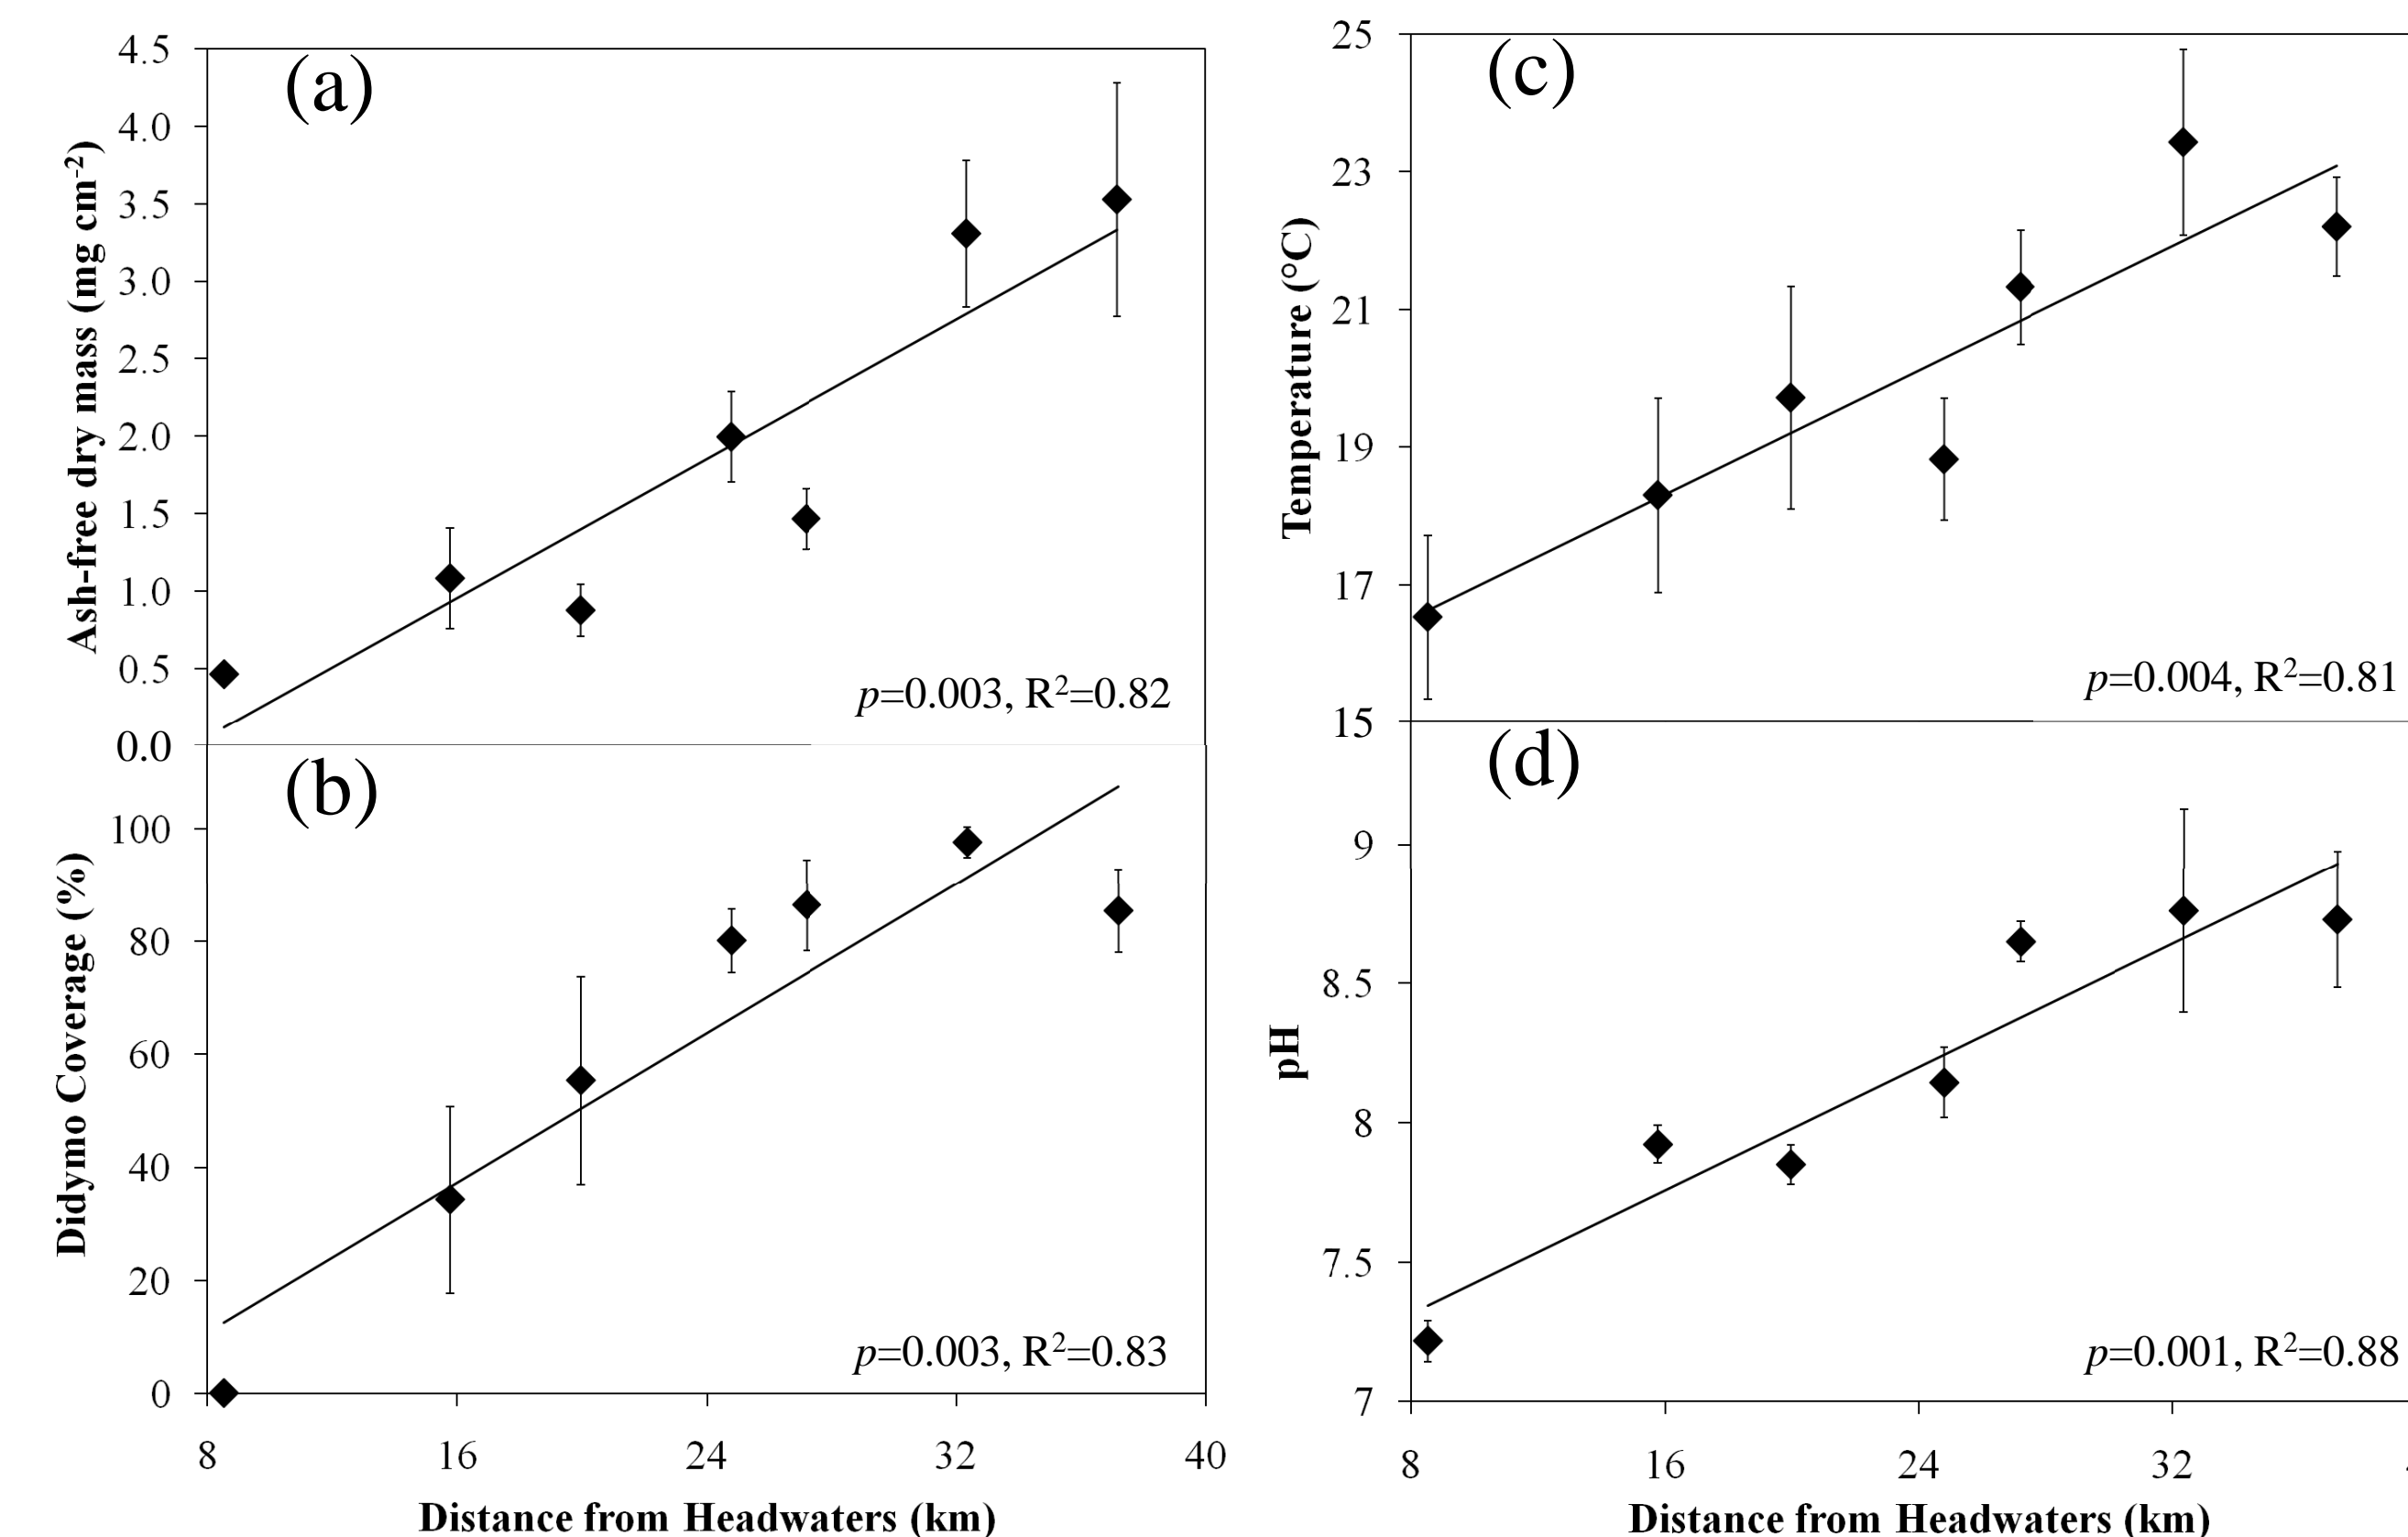 (a)
4.5
4.0
3.5
3.0
2.5
2.0
1.5
1.0
0.5
0.0
Ash-free dry mass (mg cm-2)
p=0.003, R2=0.82
(b)
100
80
60
40
20
0
Didymo Coverage (%)
p=0.003, R2=0.83
8 16 24 32 40
Distance from Headwaters (km)
(c)
25
23
21
19
17
15
Temperature (°C)
p=0.004, R2=0.81
(d)
9
8.5
8
7.5
7
pH
p=0.001, R2=0.88
8 16 24 32
Distance from Headwaters (km)